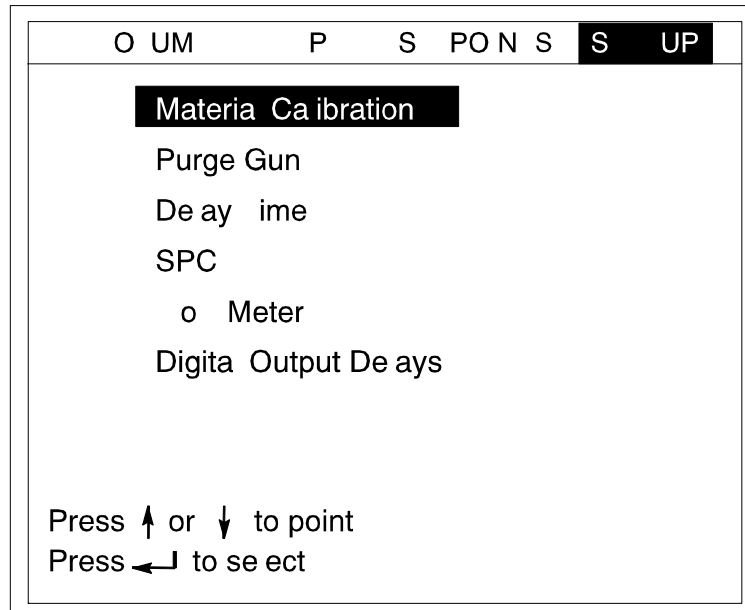 O UM P S PO N S S UP
Materia Ca ibration
Purge Gun
De ay ime
SPC
o Meter
Digita Output De ays
Press ↑ or ↓ to point
Press ↵ to se ect